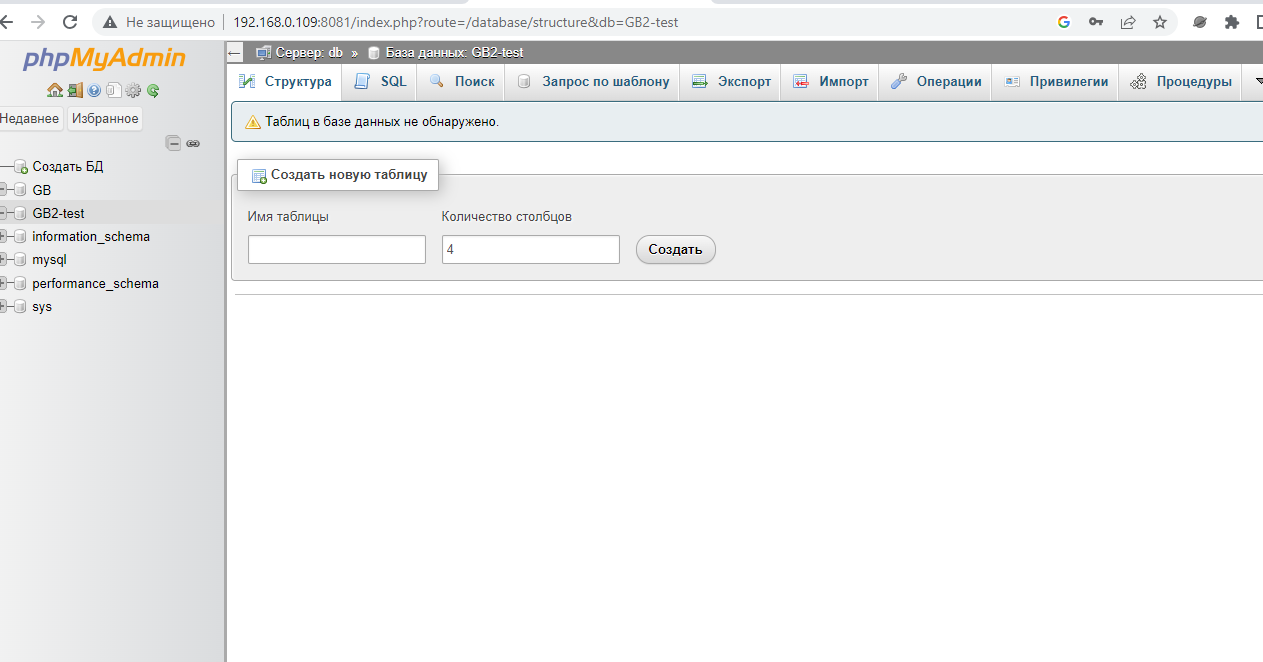 Не защищено 192.168.0.109:8081/index.php?route=/database/structure&db=GB2-test
phpMyAdmin
Недавнее Избранное
Создать БД
GB
GB2-test
information_schema
mysql
performance_schema
sys
Сервер: db » База данных: GB2-test
Структура SQL Поиск Запрос по шаблону Экспорт Импорт Операции Привилегии Процедуры
Таблиц в базе данных не обнаружено.
Создать новую таблицу
Имя таблицы Количество столбцов
4 Создать